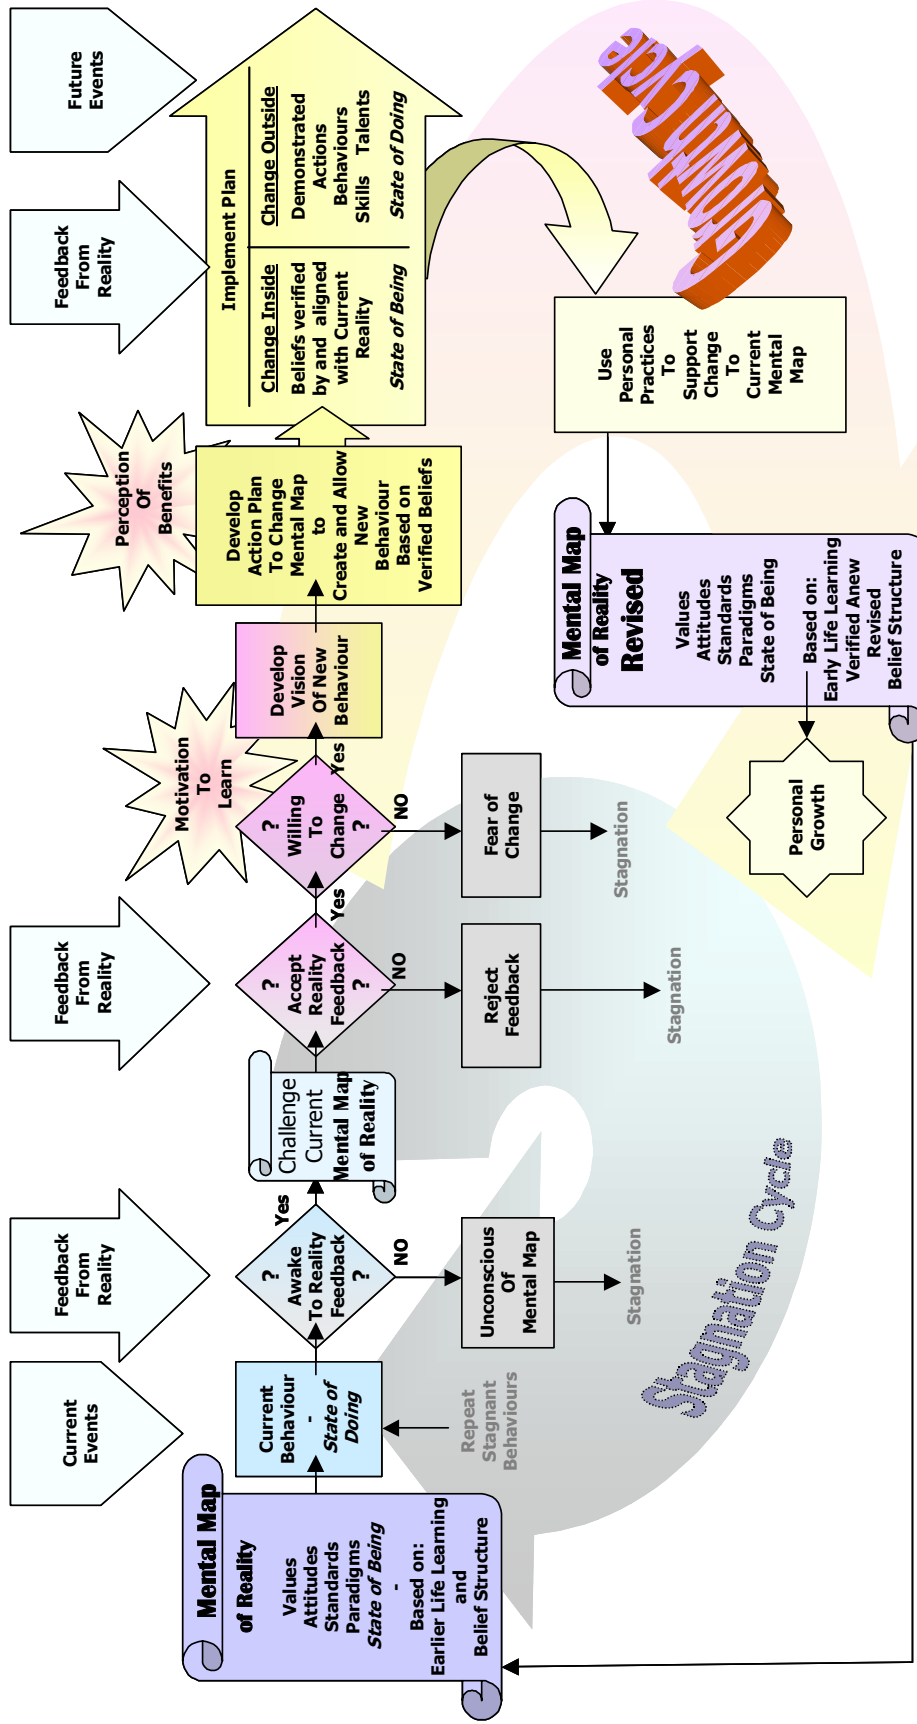 Current
Events
Feedback
From
Reality
Feedback
From
Reality
Feedback
From
Reality
Future
Events
Motivation
To
Learn
Perception
Of
Benefits
Mental Map
of Reality
Values
Attitudes
Standards
Paradigms
State of Being
-
Based on:
Earlier Life Learning
and
Belief Structure
Current
Behaviour
-
State of
Doing
?
Awake
To Reality
Feedback
?
Yes
NO
Challenge
Current
Mental Map
of Reality
?
Accept
Reality
Feedback
?
Yes
NO
?
Willing
To
Change
?
Yes
NO
Develop
Vision
Of New
Behaviour
Develop
Action Plan
To Change
Mental Map
to
Create and Allow
New
Behaviour
Based on
Verified Beliefs
Implement Plan
Change Inside
Beliefs verified
by and aligned
with Current
Reality
State of Being
Change Outside
Demonstrated
Actions
Behaviours
Skills Talents
State of Doing
Repeat
Stagnant
Behaviours
Unconscious
Of
Mental Map
Stagnation
Reject
Feedback
Stagnation
Fear of
Change
Stagnation
Use
Personal
Practices
To
Support
Change
To
Current
Mental
Map
Mental Map
of Reality
Revised
Values
Attitudes
Standards
Paradigms
State of Being
Based on:
Early Life Learning
Verified Anew
Revised
Belief Structure
Personal
Growth
Stagnation Cycle
Growth Cycle